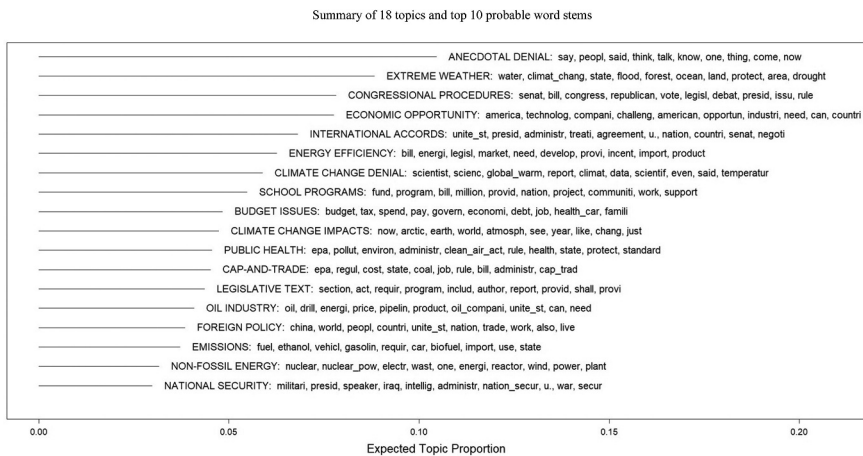 Summary of 18 topics and top 10 probable word stems
ANECDOTAL DENIAL: say, peopl, said, think, talk, know, one, thing, come, now
EXTREME WEATHER: water, climat_chang, state, flood, forest, ocean, land, protect, area, drought
CONGRESSIONAL PROCEDURES: senat, bill, congress, republican, vote, legisl, debat, presid, issu, rule
ECONOMIC OPPORTUNITY: america, technolog, compani, challeng, american, opportun, industri, need, can, countri
INTERNATIONAL ACCORDS: unite_st, presid, administr, treati, agreement, u., nation, countri, senat, negoti
ENERGY EFFICIENCY: bill, energi, legisl, market, need, develop, provi, incent, import, product
CLIMATE CHANGE DENIAL: scientist, scienc, global_warm, report, climat, data, scientif, even, said, temperatur
SCHOOL PROGRAMS: fund, program, bill, million, provid, nation, project, communiti, work, support
BUDGET ISSUES: budget, tax, spend, pay, govern, economi, debt, job, health_car, famili
CLIMATE CHANGE IMPACTS: now, arctic, earth, world, atmosph, see, year, like, chang, just
PUBLIC HEALTH: epa, pollut, environ, administr, clean_air_act, rule, health, state, protect, standard
CAP-AND-TRADE: epa, regul, cost, state, coal, job, rule, bill, administr, cap_trad
LEGISLATIVE TEXT: section, act, requir, program, includ, author, report, provid, shall, provi
OIL INDUSTRY: oil, drill, energi, price, pipelin, product, oil_compani, unite_st, can, need
FOREIGN POLICY: china, world, peopl, countri, unite_st, nation, trade, work, also, live
EMISSIONS: fuel, ethanol, vehicl, gasolin, requir, car, biofuel, import, use, state
NON-FOSSIL ENERGY: nuclear, nuclear_pow, electr, wast, one, energi, reactor, wind, power, plant
NATIONAL SECURITY: militari, presid, speaker, iraq, intellig, administr, nation_secur, u., war, secur
0.00 0.05 0.10 0.15 0.20
Expected Topic Proportion